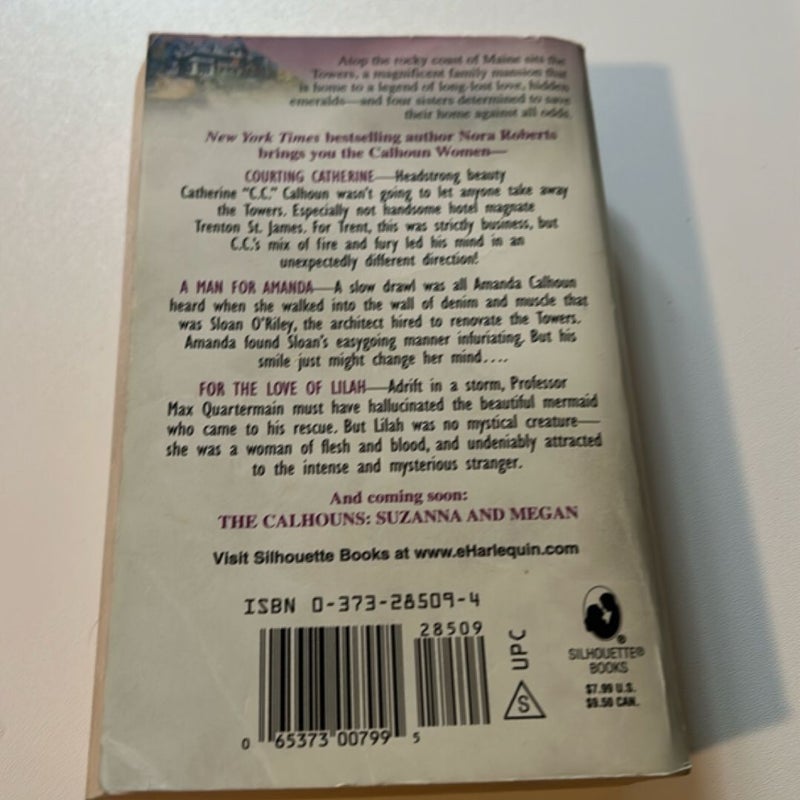 Atop the rocky coast of Maine sits the
Towers, a magnificent family mansion that
is home to a legend of long-lost love, hidden
emeralds—and four sisters determined to save
their home against all odds.
New York Times bestselling author Nora Roberts
brings you the Calhoun Women—
COURTING CATHERINE—Headstrong beauty
Catherine "C.C." Calhoun wasn't going to let anyone take away
the Towers. Especially not handsome hotel magnate
Trenton St. James. For Trent, this was strictly business, but
C.C.'s mix of fire and fury led his mind in an
unexpectedly different direction!
A MAN FOR AMANDA—A slow drawl was all Amanda Calhoun
heard when she walked into the wall of denim and muscle that
was Sloan O'Riley, the architect hired to renovate the Towers.
Amanda found Sloan's easygoing manner infuriating. But his
smile just might change her mind....
FOR THE LOVE OF LILAH—Adrift in a storm, Professor
Max Quartermain must have hallucinated the beautiful mermaid
who came to his rescue. But Lilah was no mystical creature—
she was a woman of flesh and blood, and undeniably attracted
to the intense and mysterious stranger.
And coming soon:
THE CALHOUNS: SUZANNA AND MEGAN
Visit Silhouette Books at www.eHarlequin.com
ISBN 0-373-28509-4
28509
0 65373 00799 5
UPC
S
®
SILHOUETTE®
BOOKS
$7.99 U.S.
$9.50 CAN.